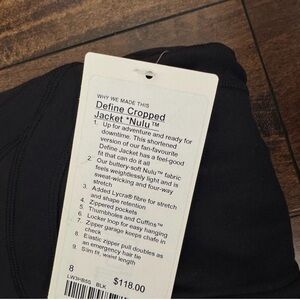 WHY WE MADE THIS
Define Cropped
Jacket *Nulu™
1. Up for adventure and ready for
downtime. This shortened
version of our fan-favourite
Define Jacket has a feel-good
fit that can do it all
2. Our buttery-soft Nulu™ fabric
feels weightlessly light and is
sweat-wicking and four-way
stretch
3. Added Lycra® fibre for stretch
and shape retention
4. Zippered pockets
5. Thumbholes and Cuffins™
6. Locker loop for easy hanging
7. Zipper garage keeps chafe in
check
8. Elastic zipper pull doubles as
an emergency hair tie
9. Slim fit, waist length
8
BLK
$118.00